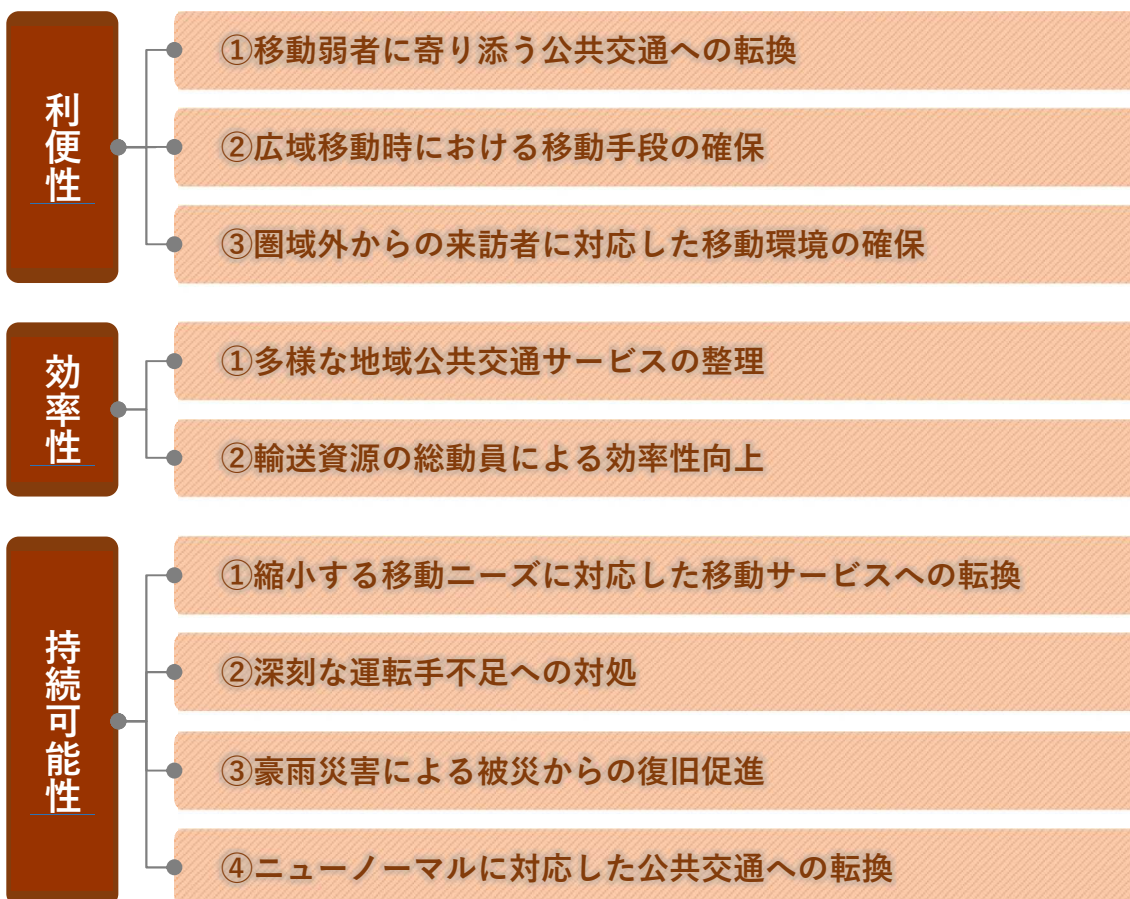 利便性
①移動弱者に寄り添う公共交通への転換
②広域移動時における移動手段の確保
③圏域外からの来訪者に対応した移動環境の確保
効率性
①多様な地域公共交通サービスの整理
②輸送資源の総動員による効率性向上
持続可能性
①縮小する移動ニーズに対応した移動サービスへの転換
②深刻な運転手不足への対処
③豪雨災害による被災からの復旧促進
④ニューノーマルに対応した公共交通への転換